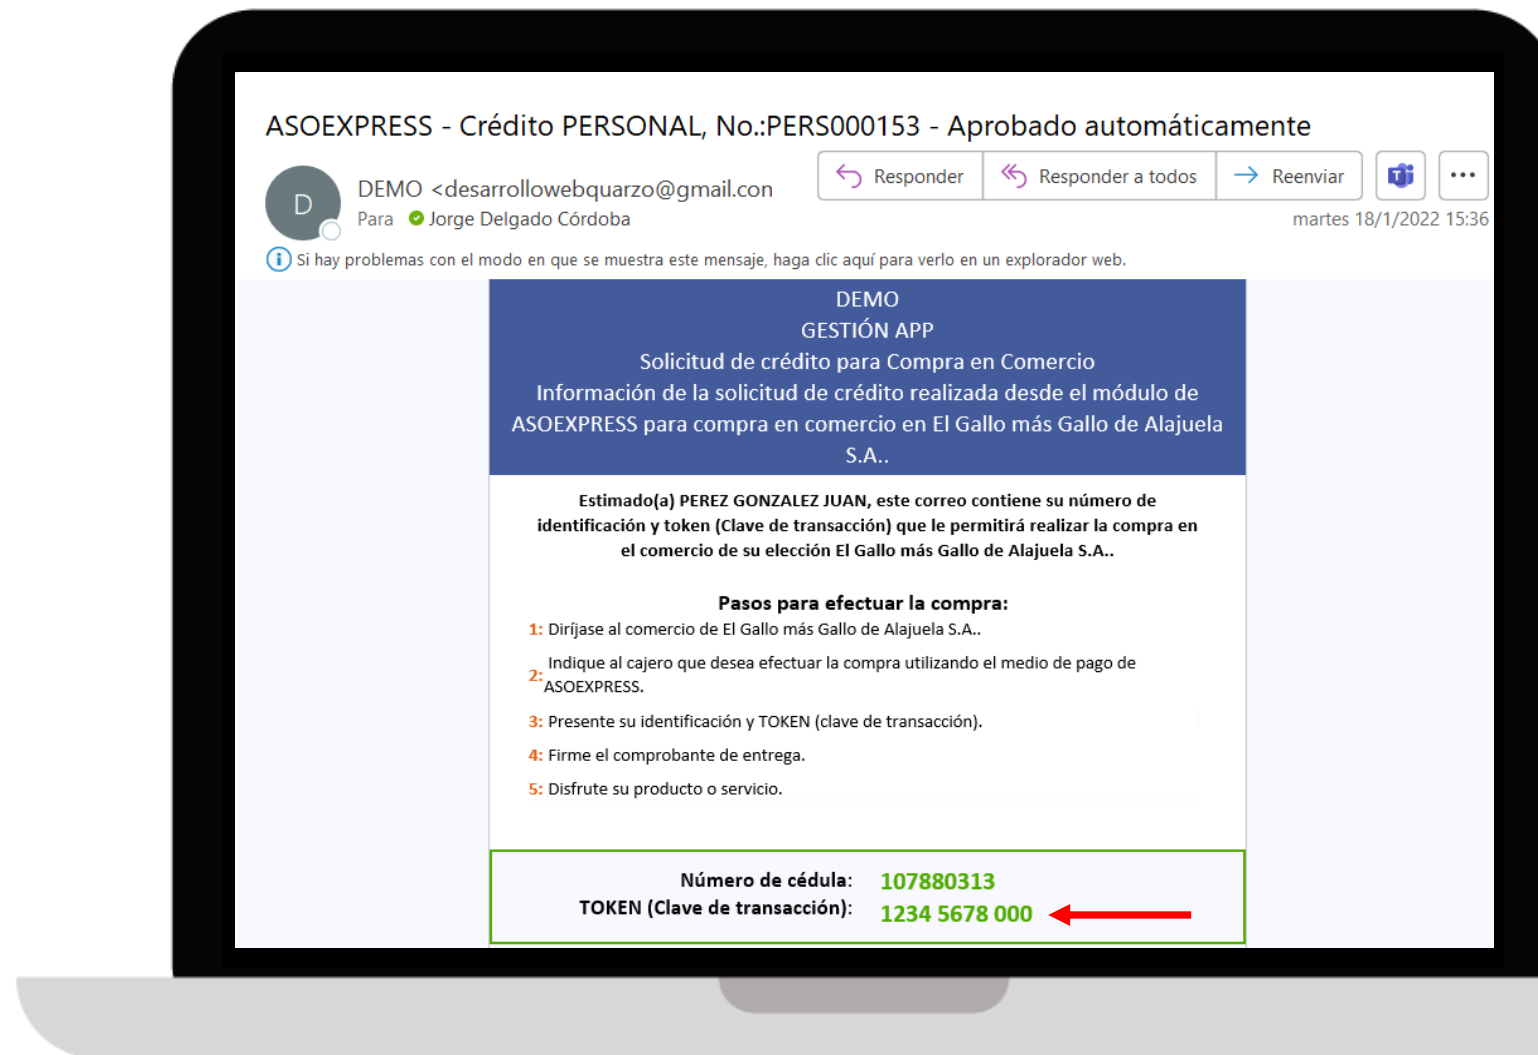 ASOEXPRESS - Crédito PERSONAL, No.:PERS000153 - Aprobado automáticamente
D
DEMO <desarrollowebquarzo@gmail.con
Responder
Responder a todos
Reenviar
Para Jorge Delgado Córdoba
martes 18/1/2022 15:36
Si hay problemas con el modo en que se muestra este mensaje, haga clic aquí para verlo en un explorador web.
DEMO
GESTIÓN APP
Solicitud de crédito para Compra en Comercio
Información de la solicitud de crédito realizada desde el módulo de
ASOEXPRESS para compra en comercio en El Gallo más Gallo de Alajuela
S.A..
Estimado(a) PEREZ GONZALEZ JUAN, este correo contiene su número de
identificación y token (Clave de transacción) que le permitirá realizar la compra en
el comercio de su elección El Gallo más Gallo de Alajuela S.A..
Pasos para efectuar la compra:
1: Diríjase al comercio de El Gallo más Gallo de Alajuela S.A..
2: Indique al cajero que desea efectuar la compra utilizando el medio de pago de
ASOEXPRESS.
3: Presente su identificación y TOKEN (clave de transacción).
4: Firme el comprobante de entrega.
5: Disfrute su producto o servicio.
Número de cédula: 107880313
TOKEN (Clave de transacción): 1234 5678 000